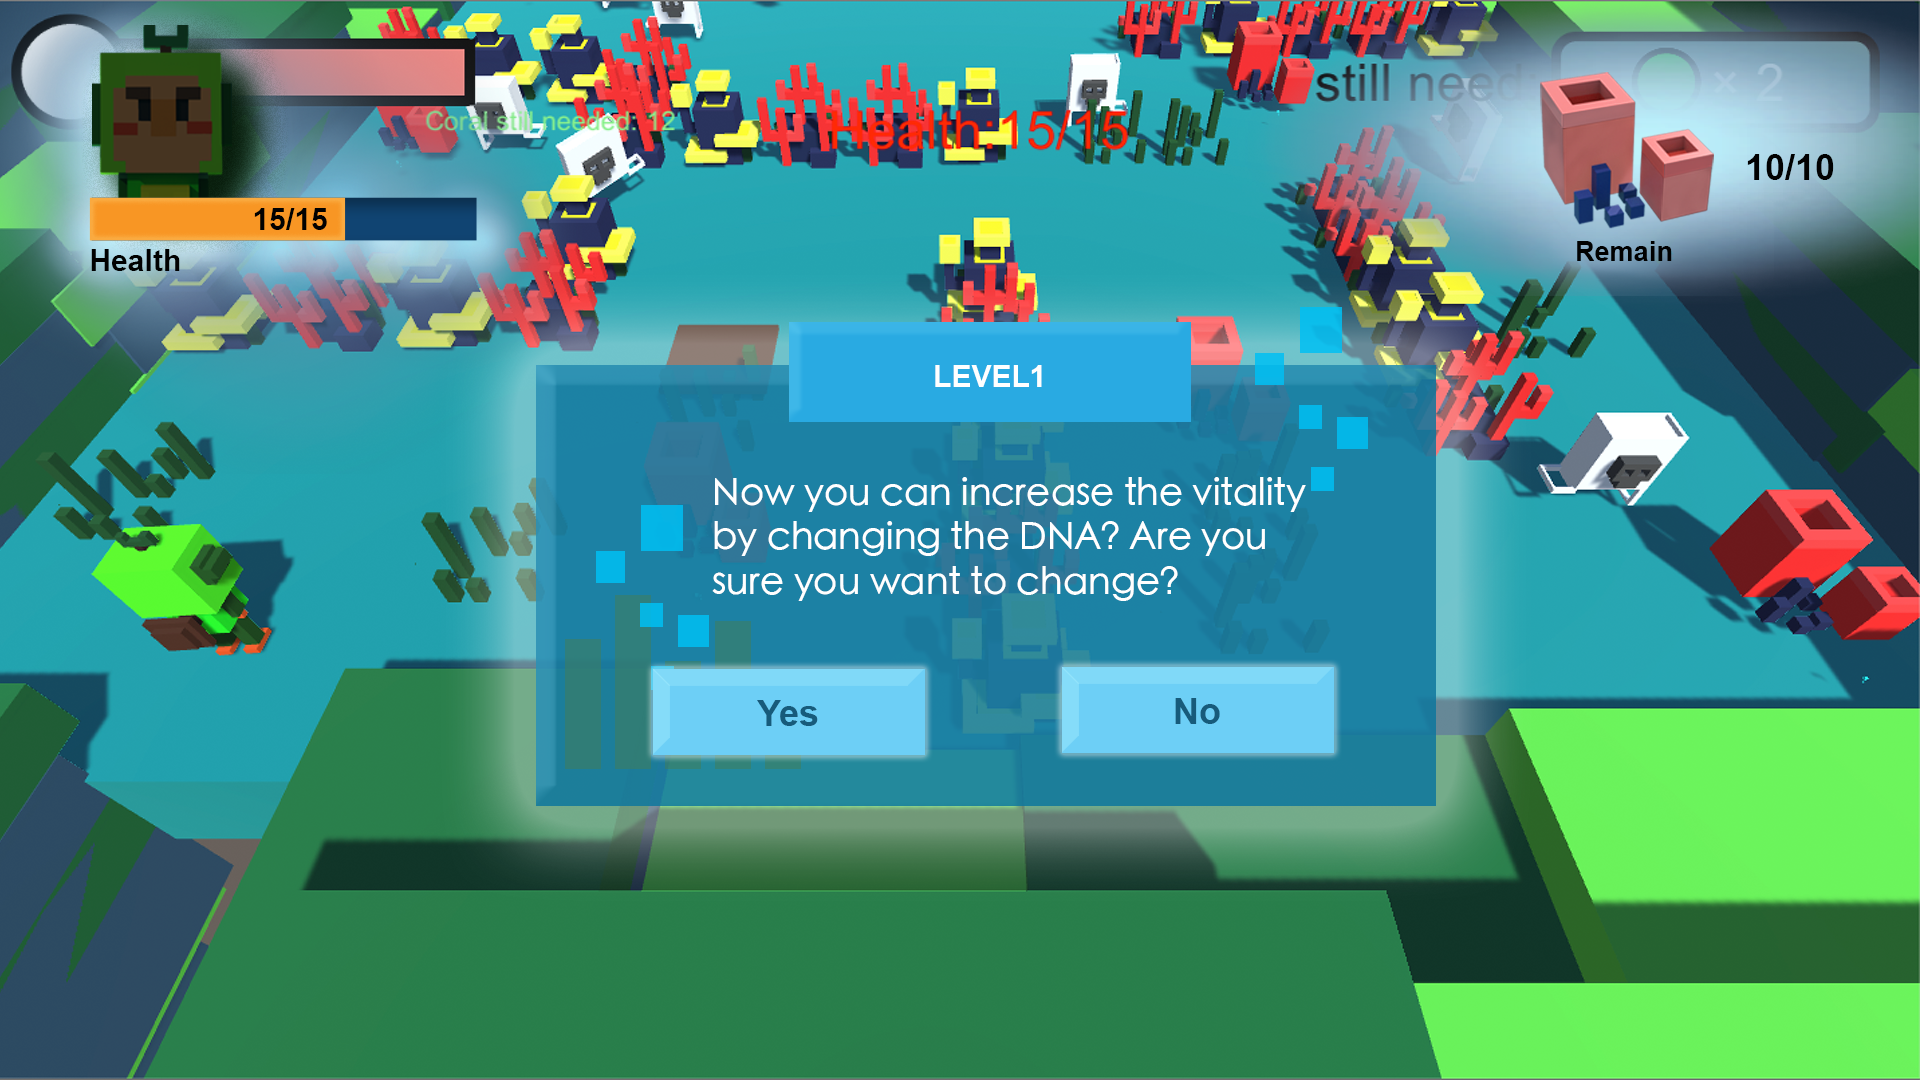 still need
× 2
Coral still needed: 12
Health:15/15
10/10
15/15
Remain
Health
LEVEL1
Now you can increase the vitality
by changing the DNA? Are you
sure you want to change?
Yes
No